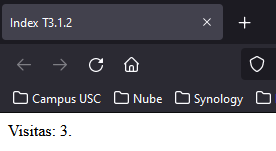 Index T3.1.2
Campus USC Nube Synology
Visitas: 3.